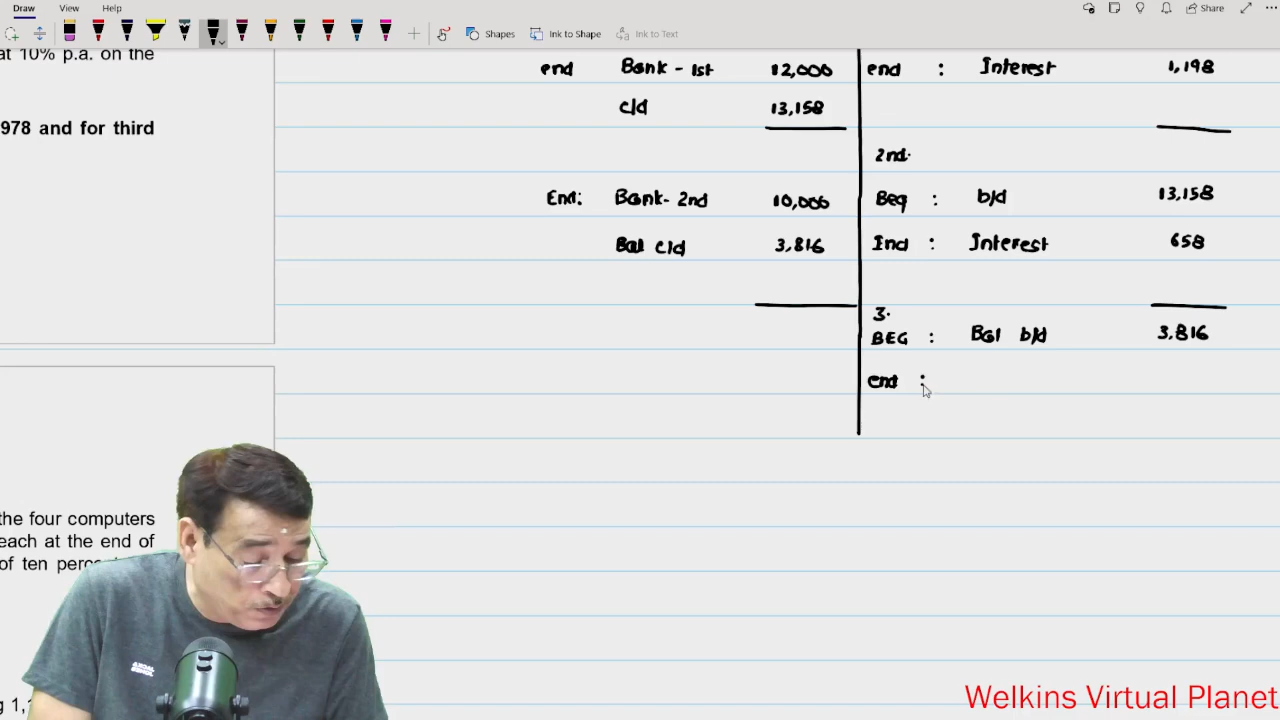 Draw View Help Share
Shapes Ink to Shape Ink to Text
at 10% p.a. on the
978 and for third
the four computers
each at the end of
of ten perce
g 1,
end Bank - 1st 12,000
c/d 13,158
End: Bank - 2nd 10,000
Bal c/d 3,816
end : Interest 1,198
2nd.
Beg : b/d 13,158
Ind : Interest 658
3.
BEG : Bal b/d 3,816
end :
Welkins Virtual Planet